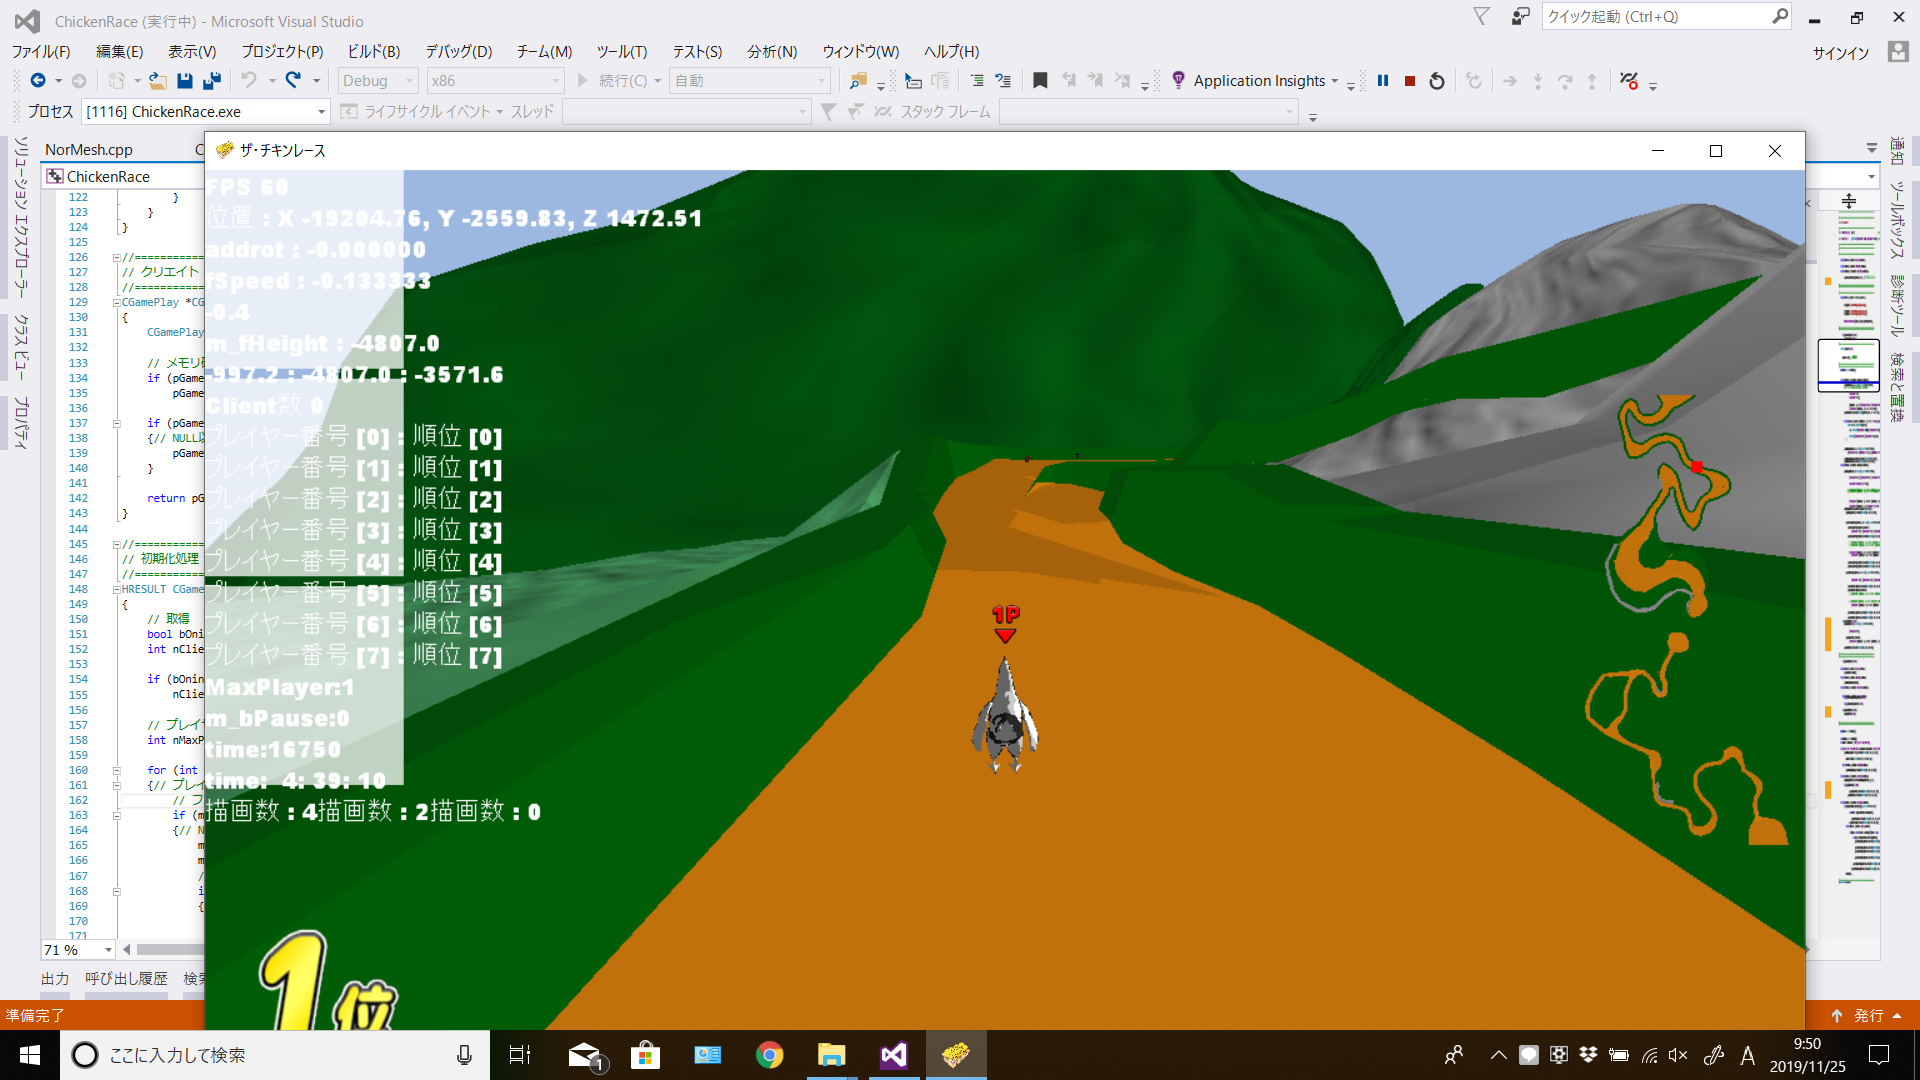 ChickenRace (実行中) - Microsoft Visual Studio
クイック起動 (Ctrl+Q)
ファイル(F) 編集(E) 表示(V) プロジェクト(P) ビルド(B) デバッグ(D) チーム(M) ツール(T) テスト(S) 分析(N) ウィンドウ(W) ヘルプ(H)
サインイン
Debug x86 続行(C) 自動 Application Insights
プロセス [1116] ChickenRace.exe ライフサイクル イベント スレッド スタック フレーム
ソリューション エクスプローラー
クラス ビュー
プロパティ
NorMesh.cpp
ChickenRace
122 }
123 }
124 }
125
126 //===========
127 // クリエイト
128 //===========
129 CGamePlay *CG
130 {
131 CGamePlay
132
133 // メモリ
134 if (pGame
135 pGame
136
137 if (pGame
138 {// NULL
139 pGame
140 }
141
142 return pG
143 }
144
145 //===========
146 // 初期化処理
147 //===========
148 HRESULT CGame
149 {
150 // 取得
151 bool bOni
152 int nClie
153
154 if (bOnin
155 nClie
156
157 // プレイ
158 int nMaxP
159
160 for (int
161 {// プレイ
162 //
163 if (m
164 {// N
165 m
166 m
167 /
168 i
169 {
170
171
71 %
出力 呼び出し履歴 検索
準備完了
発行
ザ・チキンレース
FPS 60
位置 : X -19204.76, Y -2559.83, Z 1472.51
addrot : -0.000000
fSpeed : -0.133333
-0.4
m_fHeight : -4807.0
-997.2 : -4807.0 : -3571.6
Client数 0
プレイヤー番号 [0] : 順位 [0]
プレイヤー番号 [1] : 順位 [1]
プレイヤー番号 [2] : 順位 [2]
プレイヤー番号 [3] : 順位 [3]
プレイヤー番号 [4] : 順位 [4]
プレイヤー番号 [5] : 順位 [5]
プレイヤー番号 [6] : 順位 [6]
プレイヤー番号 [7] : 順位 [7]
MaxPlayer:1
m_bPause:0
time:16750
time: 4: 39: 10
描画数 : 4描画数 : 2描画数 : 0
1P
1位
通知
ツールボックス
診断ツール
検索と置換
ここに入力して検索
1
A
9:50
2019/11/25